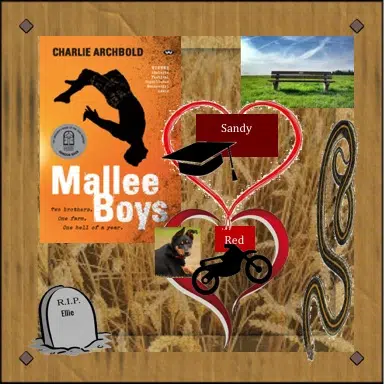 CHARLIE ARCHBOLD
Mallee
Boys
Two brothers.
One farm.
One hell of a year.
Sandy
Red
R.I.P.
Ellie